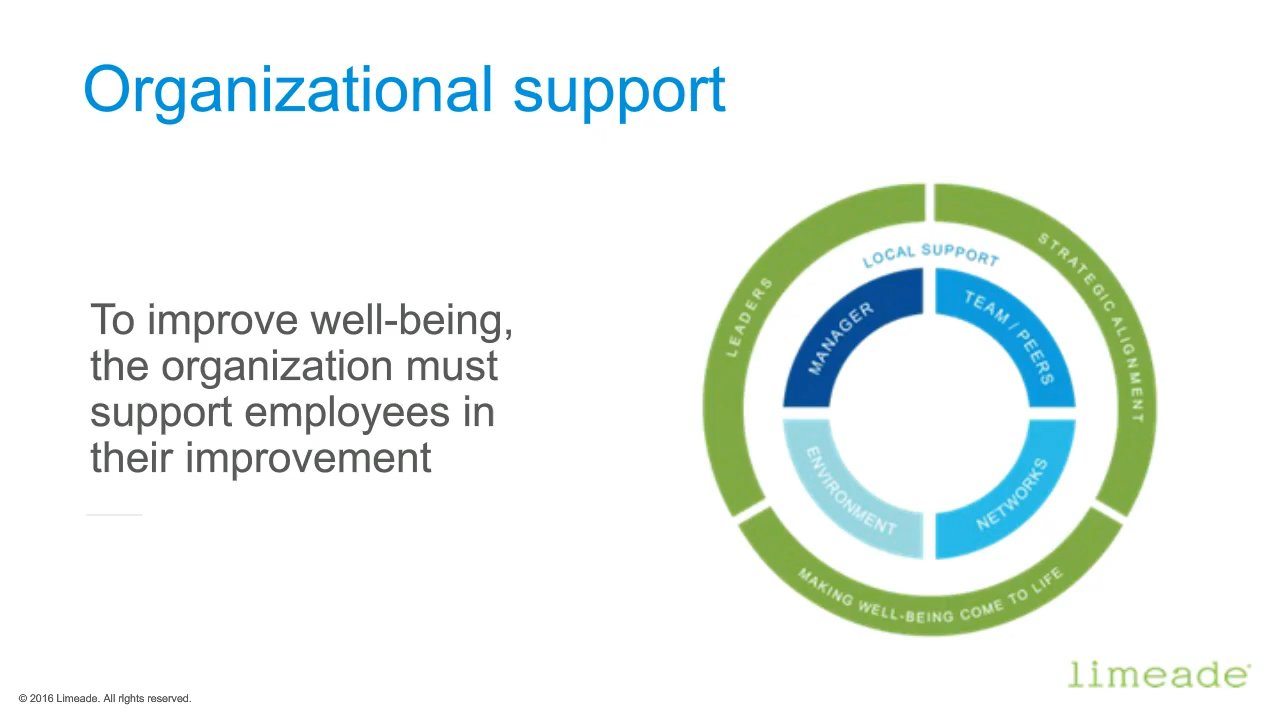 Organizational support
To improve well-being,
the organization must
support employees in
their improvement
LEADERS
STRATEGIC ALIGNMENT
LOCAL SUPPORT
MANAGER
TEAM / PEERS
ENVIRONMENT
NETWORKS
MAKING WELL-BEING COME TO LIFE
limeade
© 2016 Limeade. All rights reserved.